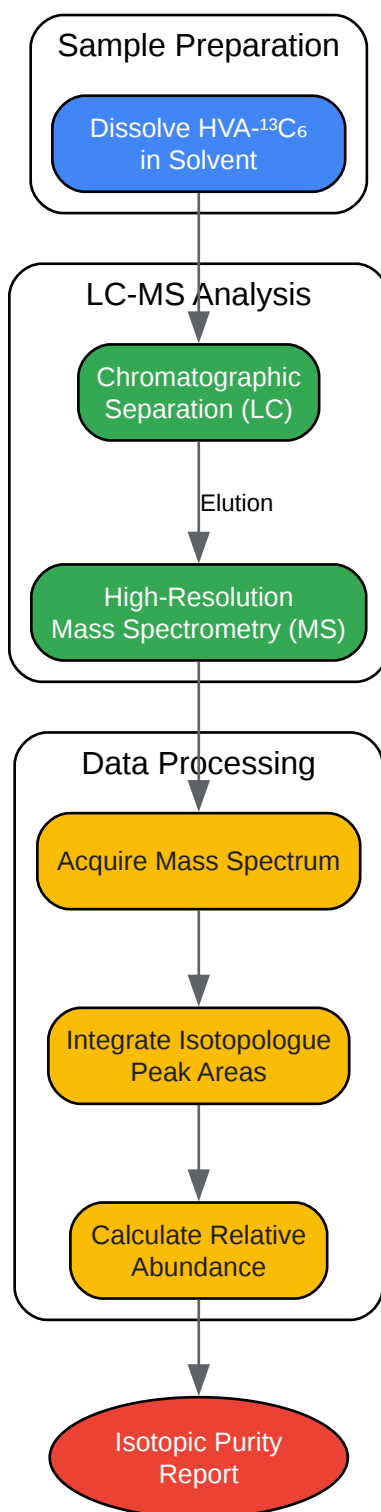 Sample Preparation
Dissolve HVA-¹³C₆
in Solvent
LC-MS Analysis
Chromatographic
Separation (LC)
Elution
High-Resolution
Mass Spectrometry (MS)
Data Processing
Acquire Mass Spectrum
Integrate Isotopologue
Peak Areas
Calculate Relative
Abundance
Isotopic Purity
Report